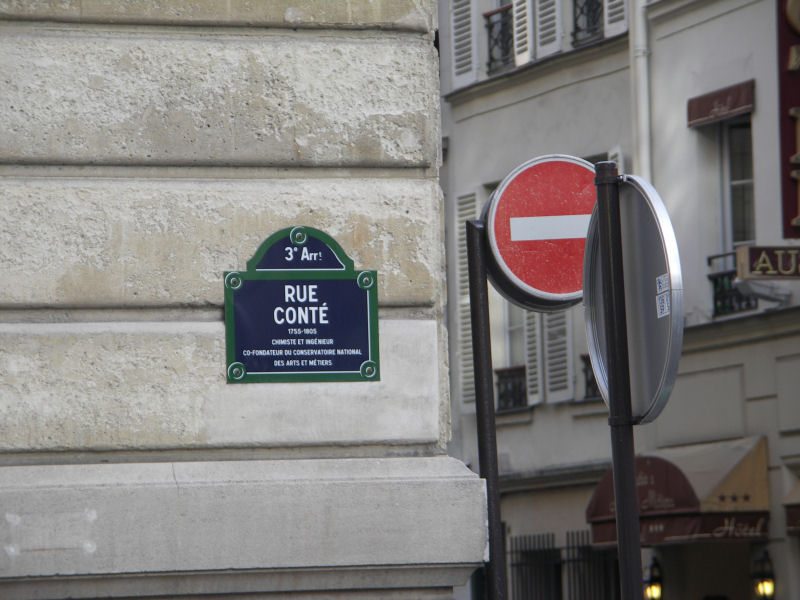 3ᵉ Arrᵗ
RUE
CONTÉ
1755-1805
CHIMISTE ET INGÉNIEUR
CO-FONDATEUR DU CONSERVATOIRE NATIONAL
DES ARTS ET MÉTIERS
Hôtel
AU
Hôtel